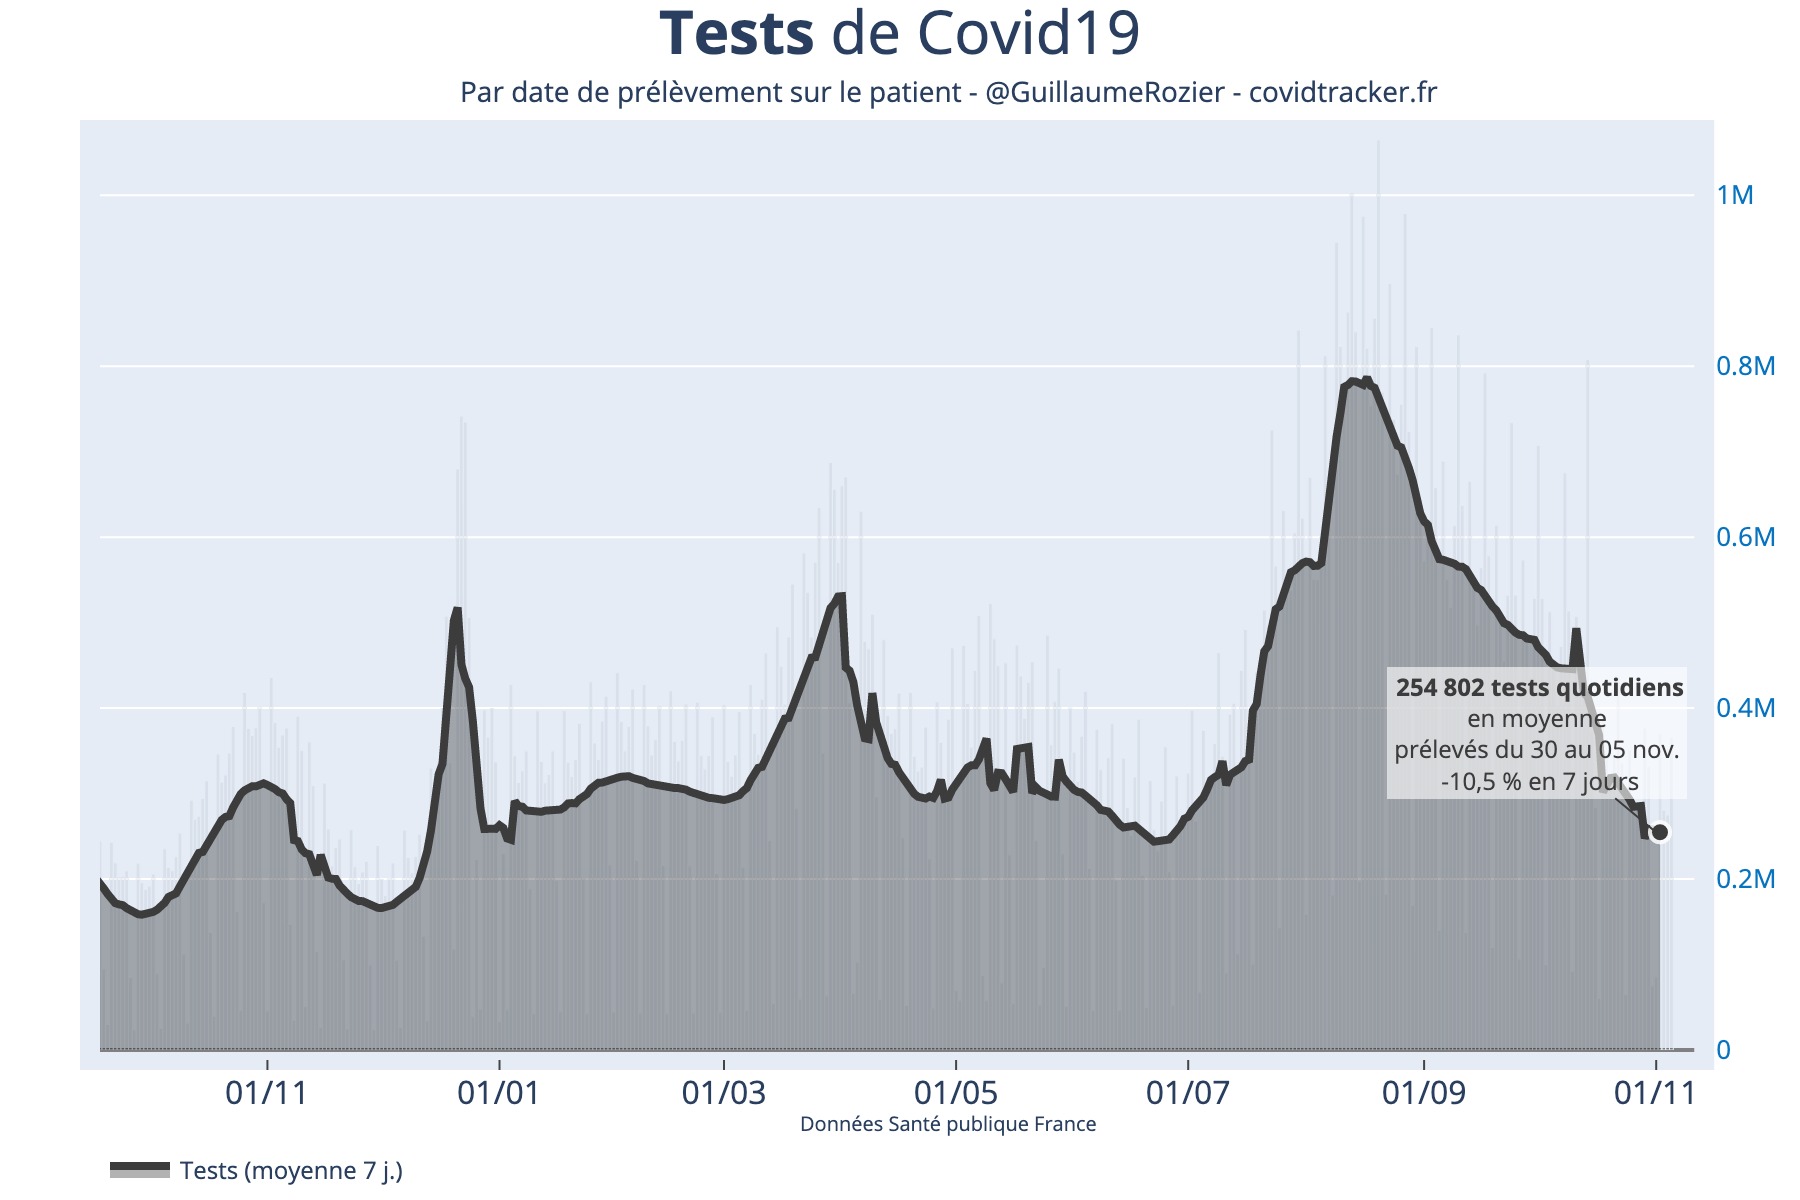 Tests de Covid19
Par date de prélèvement sur le patient - @GuillaumeRozier - covidtracker.fr
1M
0.8M
0.6M
254 802 tests quotidiens
en moyenne
prélevés du 30 au 05 nov.
-10,5 % en 7 jours
0.4M
0.2M
0
01/11 01/01 01/03 01/05 01/07 01/09 01/11
Données Santé publique France
Tests (moyenne 7 j.)